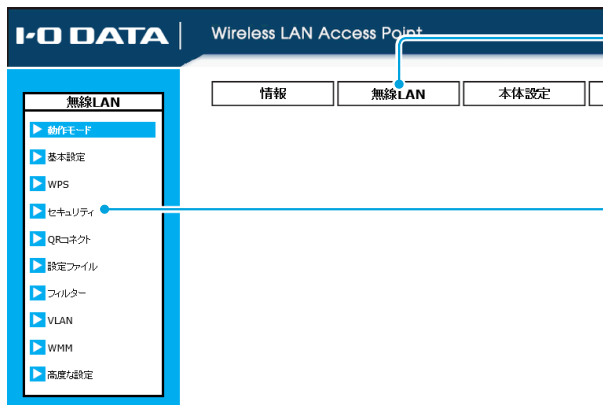 I-O DATA
Wireless LAN Access Point
情報 無線LAN 本体設定
無線LAN
動作モード
基本設定
WPS
セキュリティ
QRコネクト
設定ファイル
フィルター
VLAN
WMM
高度な設定